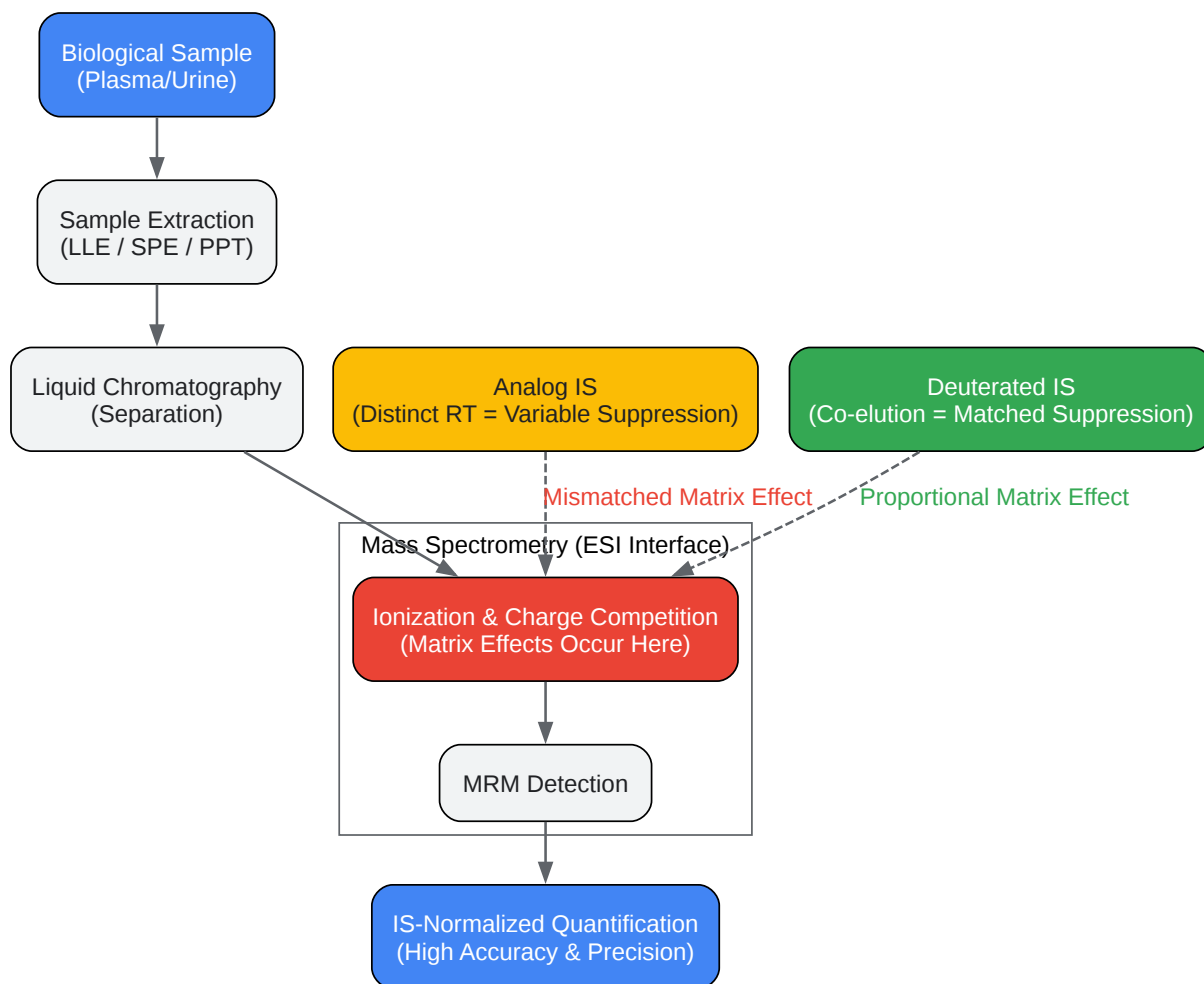 Biological Sample
(Plasma/Urine)
Sample Extraction
(LLE / SPE / PPT)
Liquid Chromatography
(Separation)
Analog IS
(Distinct RT = Variable Suppression)
Deuterated IS
(Co-elution = Matched Suppression)
Mismatched Matrix Effect
Proportional Matrix Effect
Mass Spectrometry (ESI Interface)
Ionization & Charge Competition
(Matrix Effects Occur Here)
MRM Detection
IS-Normalized Quantification
(High Accuracy & Precision)